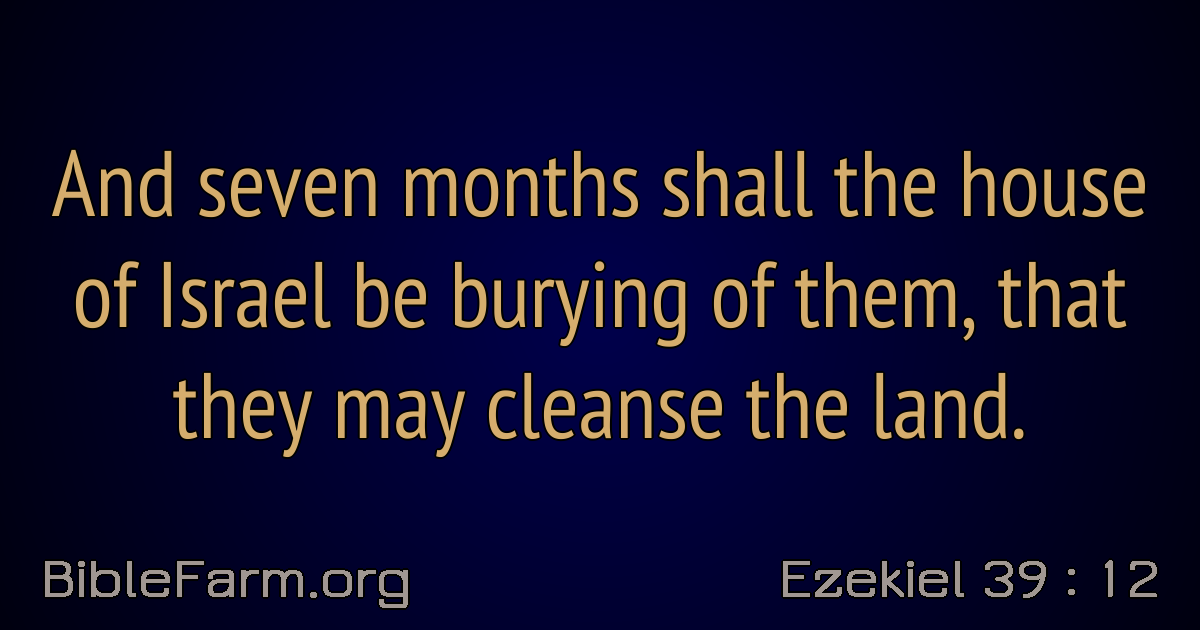 And seven months shall the house
of Israel be burying of them, that
they may cleanse the land.
BibleFarm.org
Ezekiel 39 : 12